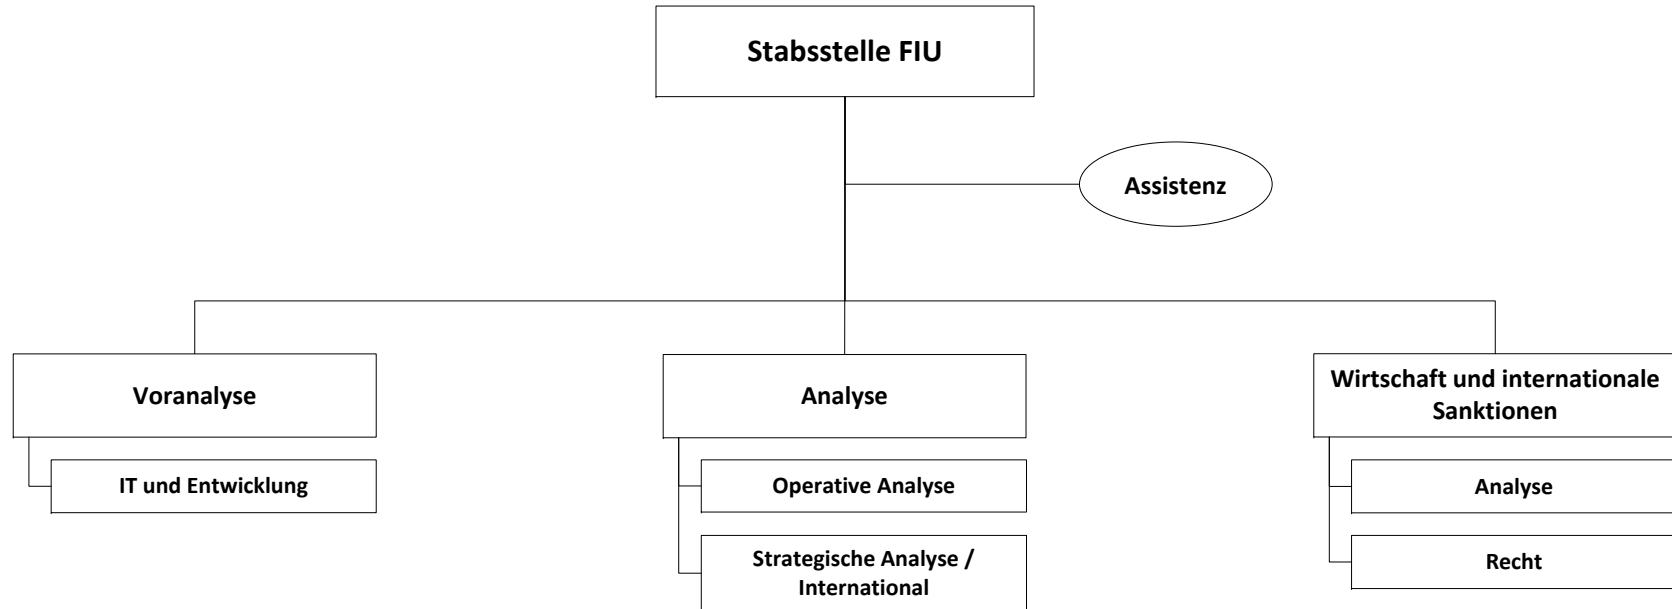 Stabsstelle FIU
Assistenz
Voranalyse
IT und Entwicklung
Analyse
Operative Analyse
Strategische Analyse /
International
Wirtschaft und internationale
Sanktionen
Analyse
Recht